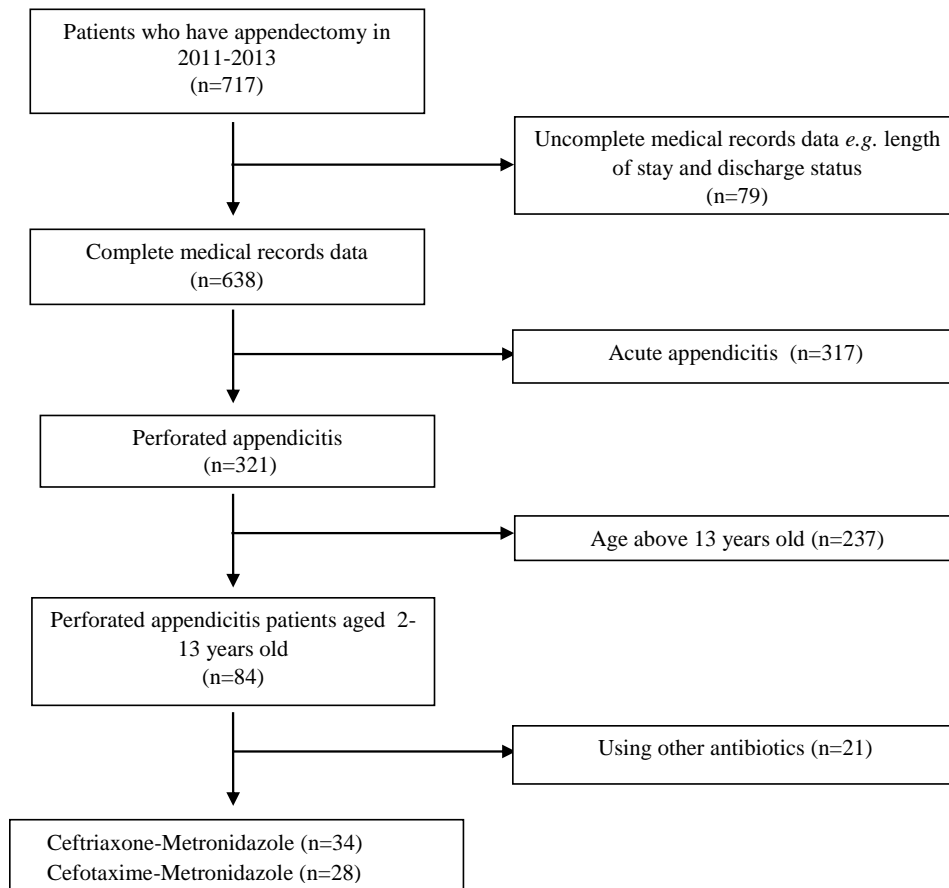 Patients who have appendectomy in
2011-2013
(n=717)
Uncomplete medical records data e.g. length
of stay and discharge status
(n=79)
Complete medical records data
(n=638)
Acute appendicitis (n=317)
Perforated appendicitis
(n=321)
Age above 13 years old (n=237)
Perforated appendicitis patients aged 2-
13 years old
(n=84)
Using other antibiotics (n=21)
Ceftriaxone-Metronidazole (n=34)
Cefotaxime-Metronidazole (n=28)